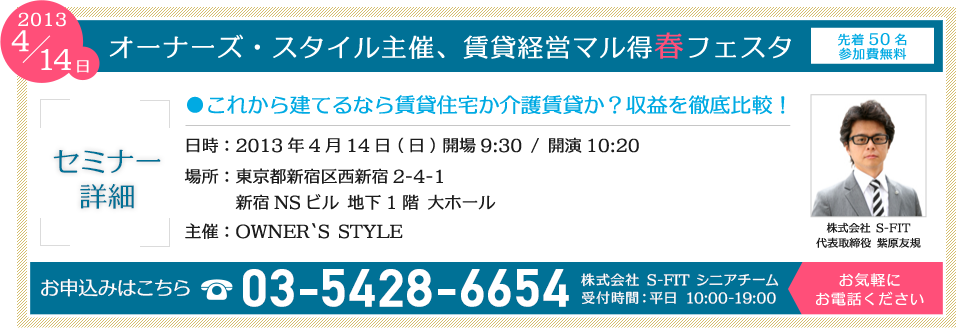 2013
4/14日
オーナーズ・スタイル主催、賃貸経営マル得春フェスタ
先着50名
参加費無料
セミナー
詳細
●これから建てるなら賃貸住宅か介護賃貸か?収益を徹底比較!
日時:2013年4月14日(日)開場9:30 / 開演10:20
場所:東京都新宿区西新宿2-4-1
新宿NSビル 地下1階 大ホール
主催:OWNER`S STYLE
株式会社 S-FIT
代表取締役 紫原友規
お申込みはこちら 03-5428-6654
株式会社 S-FIT シニアチーム
受付時間:平日 10:00-19:00
お気軽に
お電話ください